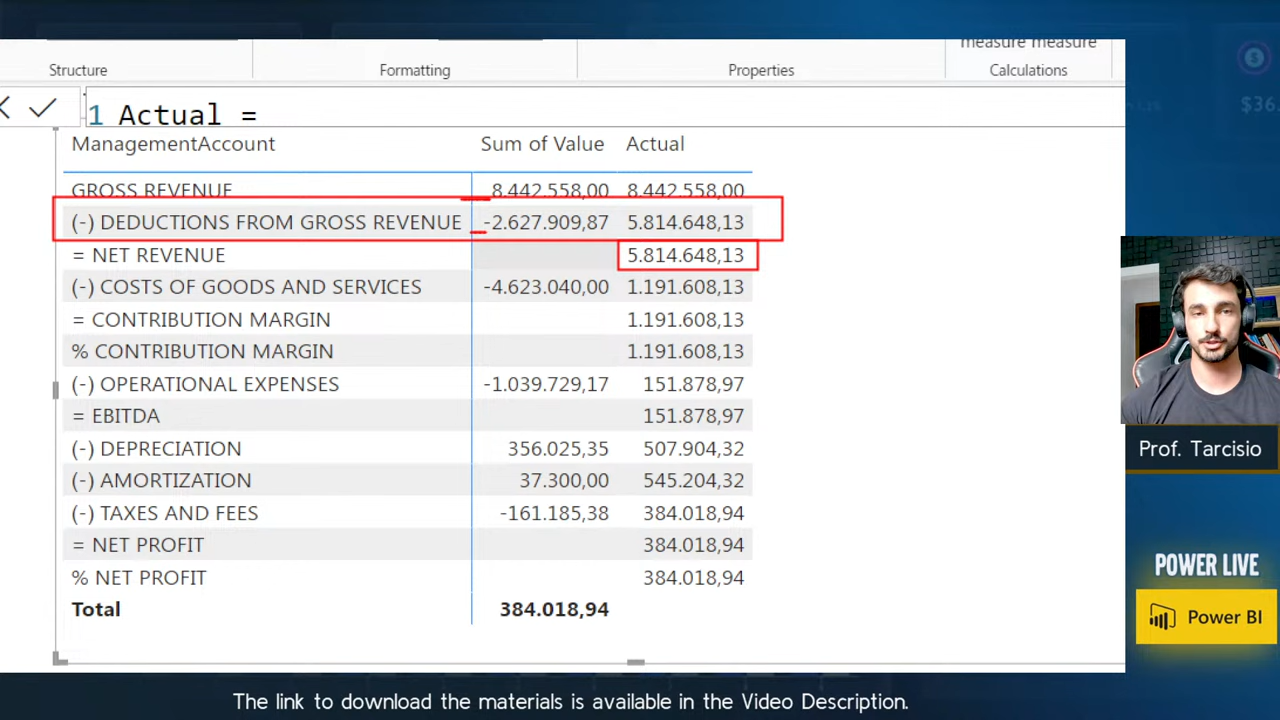 measure measure
Structure Formatting Properties Calculations
1 Actual =
ManagementAccount Sum of Value Actual
GROSS REVENUE 8.442.558,00 8.442.558,00
(-) DEDUCTIONS FROM GROSS REVENUE -2.627.909,87 5.814.648,13
= NET REVENUE 5.814.648,13
(-) COSTS OF GOODS AND SERVICES -4.623.040,00 1.191.608,13
= CONTRIBUTION MARGIN 1.191.608,13
% CONTRIBUTION MARGIN 1.191.608,13
(-) OPERATIONAL EXPENSES -1.039.729,17 151.878,97
= EBITDA 151.878,97
(-) DEPRECIATION 356.025,35 507.904,32
(-) AMORTIZATION 37.300,00 545.204,32
(-) TAXES AND FEES -161.185,38 384.018,94
= NET PROFIT 384.018,94
% NET PROFIT 384.018,94
Total 384.018,94
$36.
Prof. Tarcisio
POWER LIVE
Power BI
The link to download the materials is available in the Video Description.